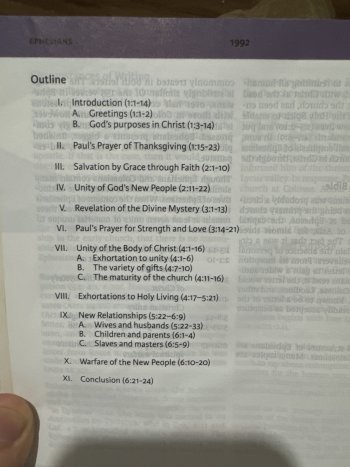 EPHESIANS 1992
Outline
I. Introduction (1:1-14)
A. Greetings (1:1-2)
B. God's purposes in Christ (1:3-14)
II. Paul's Prayer of Thanksgiving (1:15-23)
III. Salvation by Grace through Faith (2:1-10)
IV. Unity of God's New People (2:11-22)
V. Revelation of the Divine Mystery (3:1-13)
VI. Paul's Prayer for Strength and Love (3:14-21)
VII. Unity of the Body of Christ (4:1-16)
A. Exhortation to unity (4:1-6)
B. The variety of gifts (4:7-10)
C. The maturity of the church (4:11-16)
VIII. Exhortations to Holy Living (4:17–5:21)
IX. New Relationships (5:22–6:9)
A. Wives and husbands (5:22-33)
B. Children and parents (6:1-4)
C. Slaves and masters (6:5-9)
X. Warfare of the New People (6:10-20)
XI. Conclusion (6:21-24)